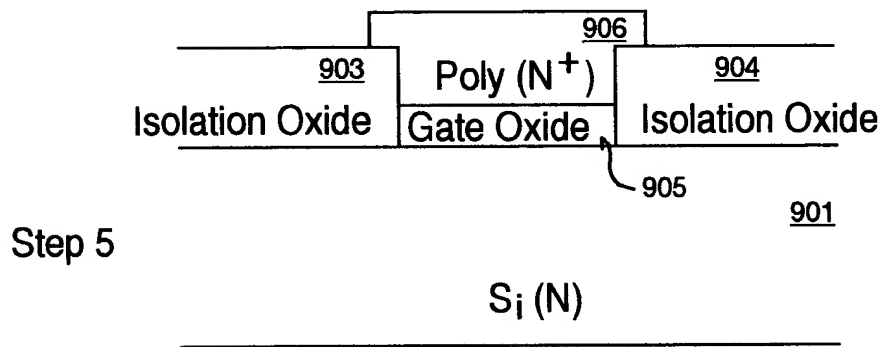 906
903
904
Poly (N+)
Isolation Oxide
Gate Oxide
Isolation Oxide
905
901
Step 5
Si (N)